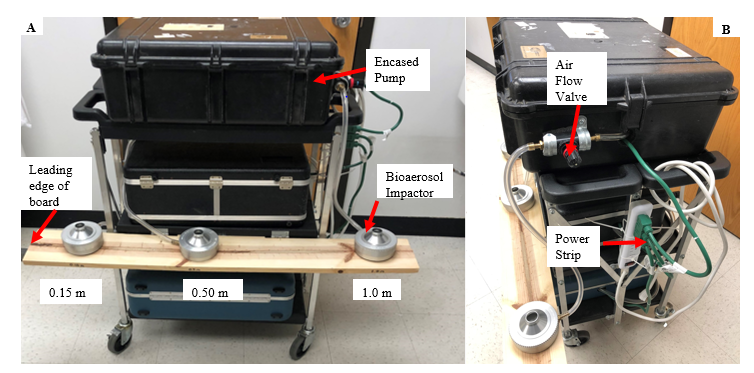 A
Encased
Pump
Leading
edge of
board
Bioaerosol
Impactor
0.15 m
0.50 m
1.0 m
B
Air
Flow
Valve
Power
Strip